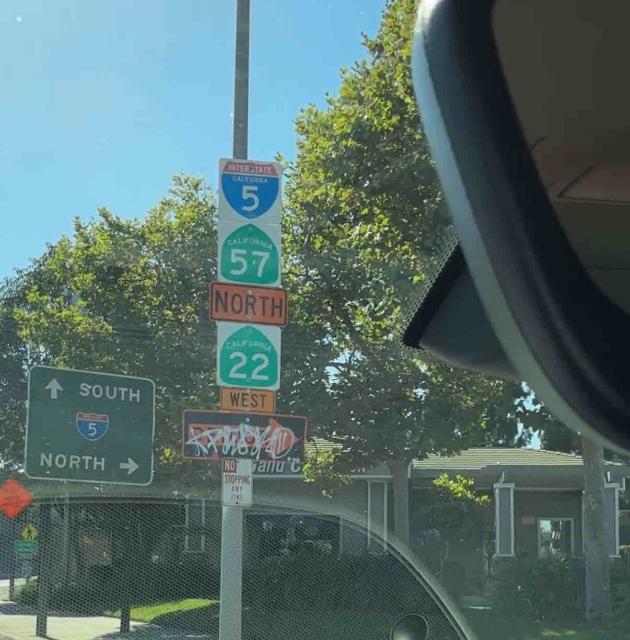 INTERSTATE
CALIFORNIA
5
CALIFORNIA
57
NORTH
CALIFORNIA
22
WEST
SOUTH
5
NORTH
NO
STOPPING
ANY
TIME